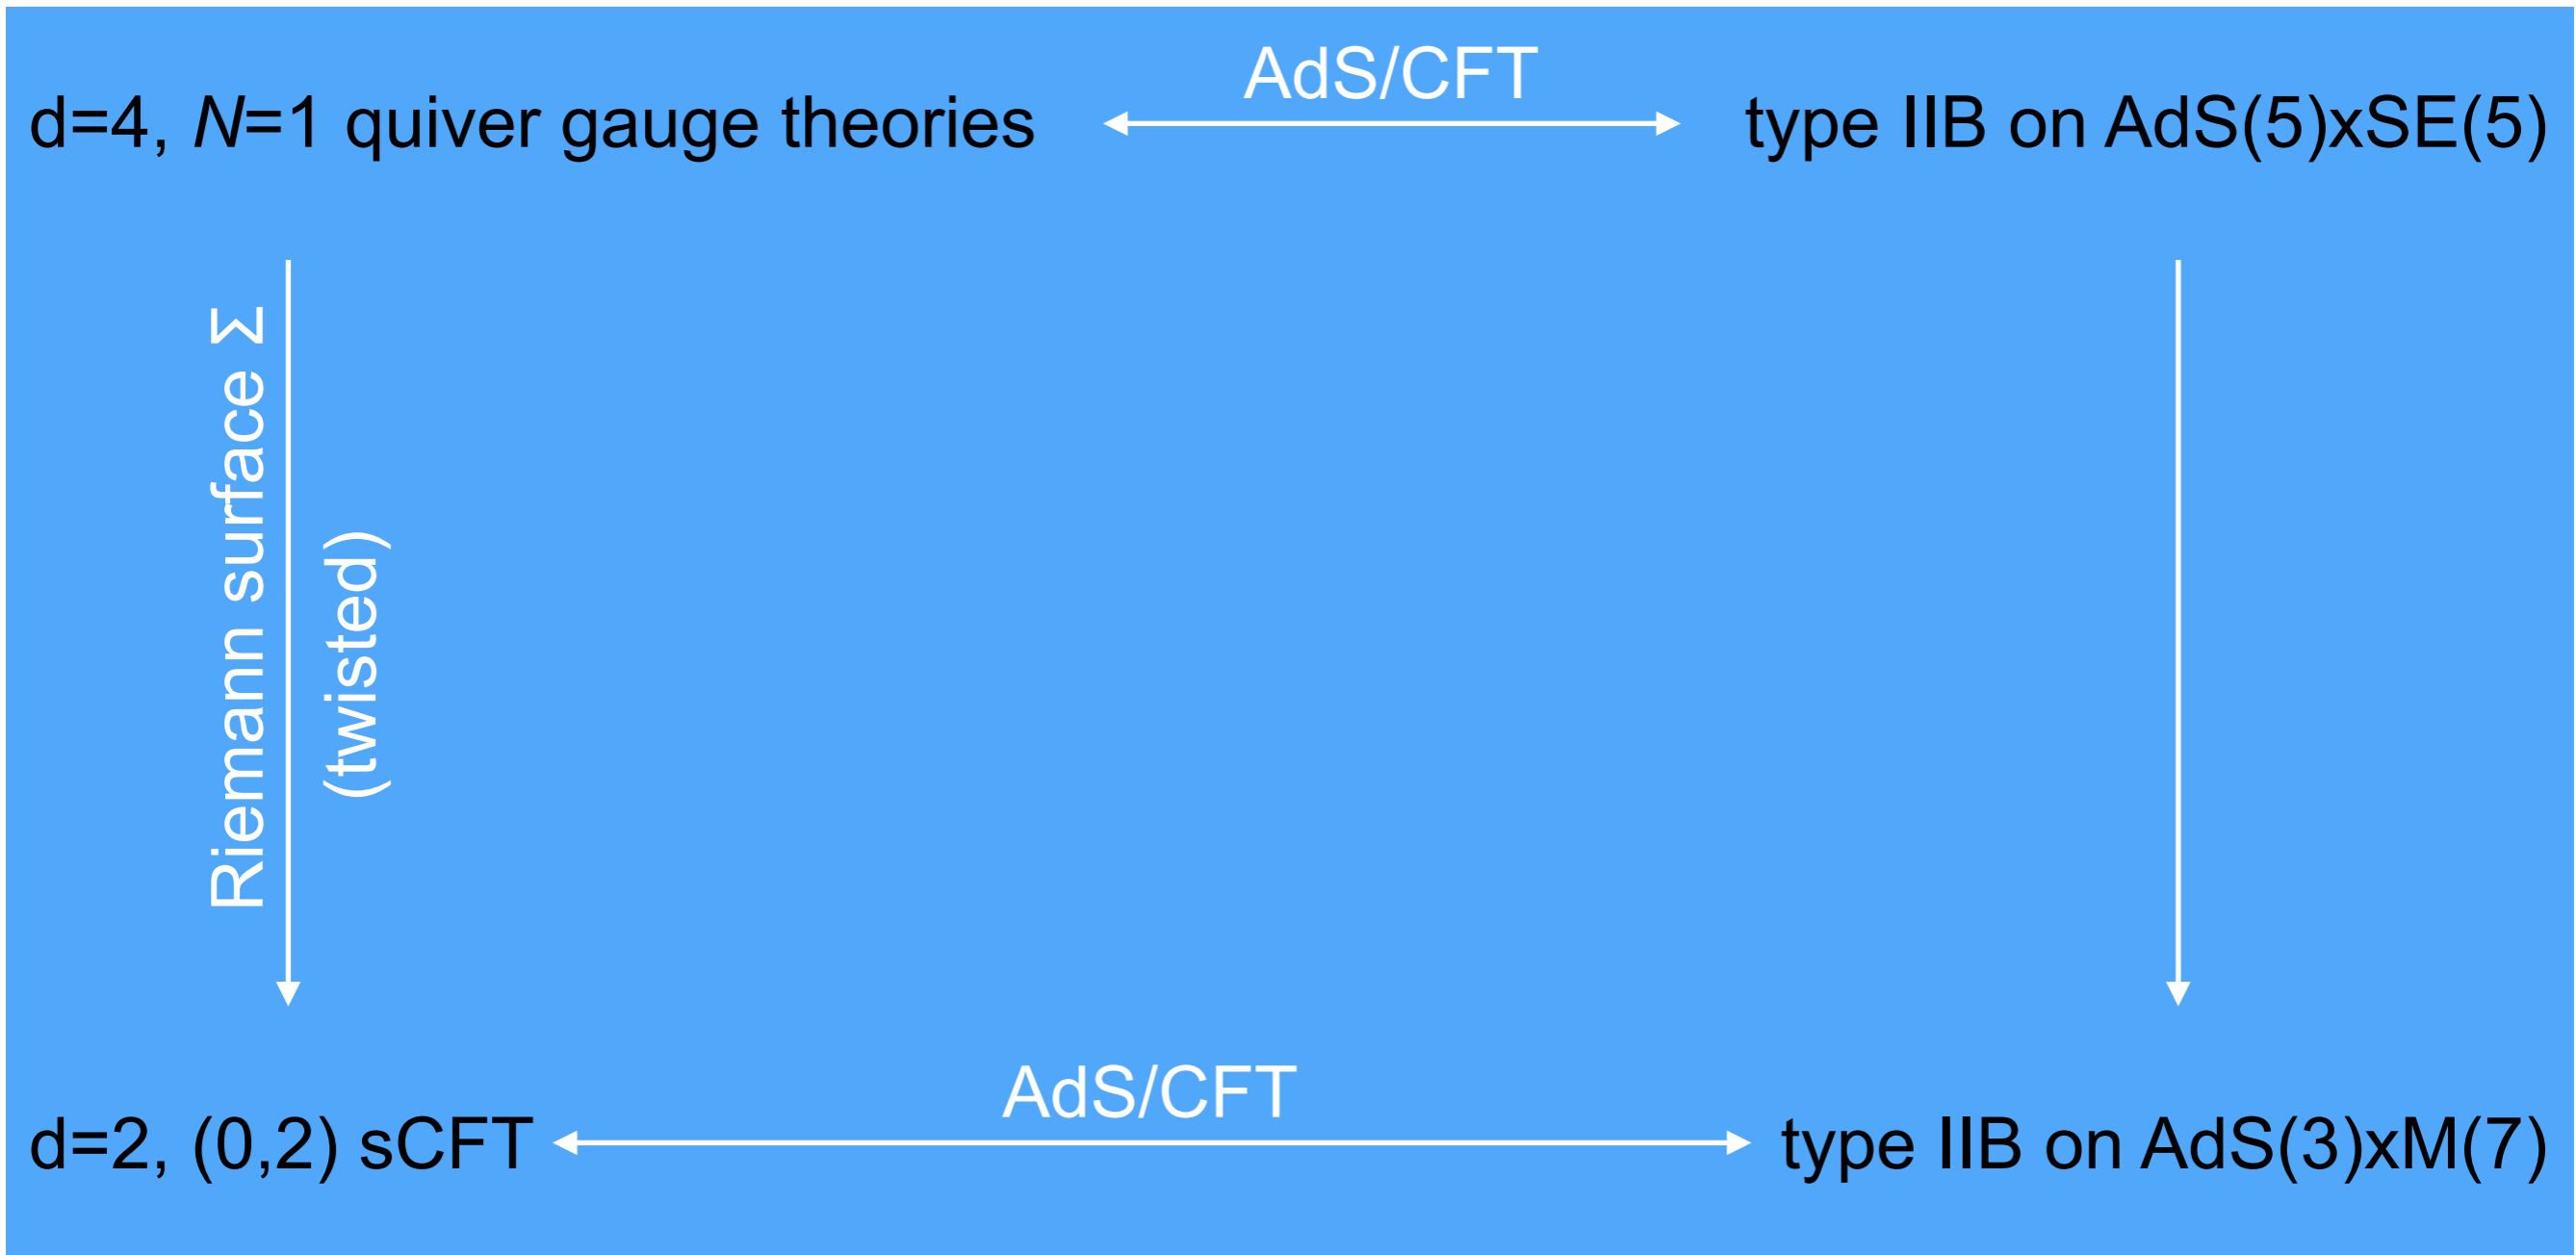 AdS/CFT
d=4, N=1 quiver gauge theories
type IIB on AdS(5)xSE(5)
Riemann surface Σ
(twisted)
AdS/CFT
d=2, (0,2) sCFT
type IIB on AdS(3)xM(7)